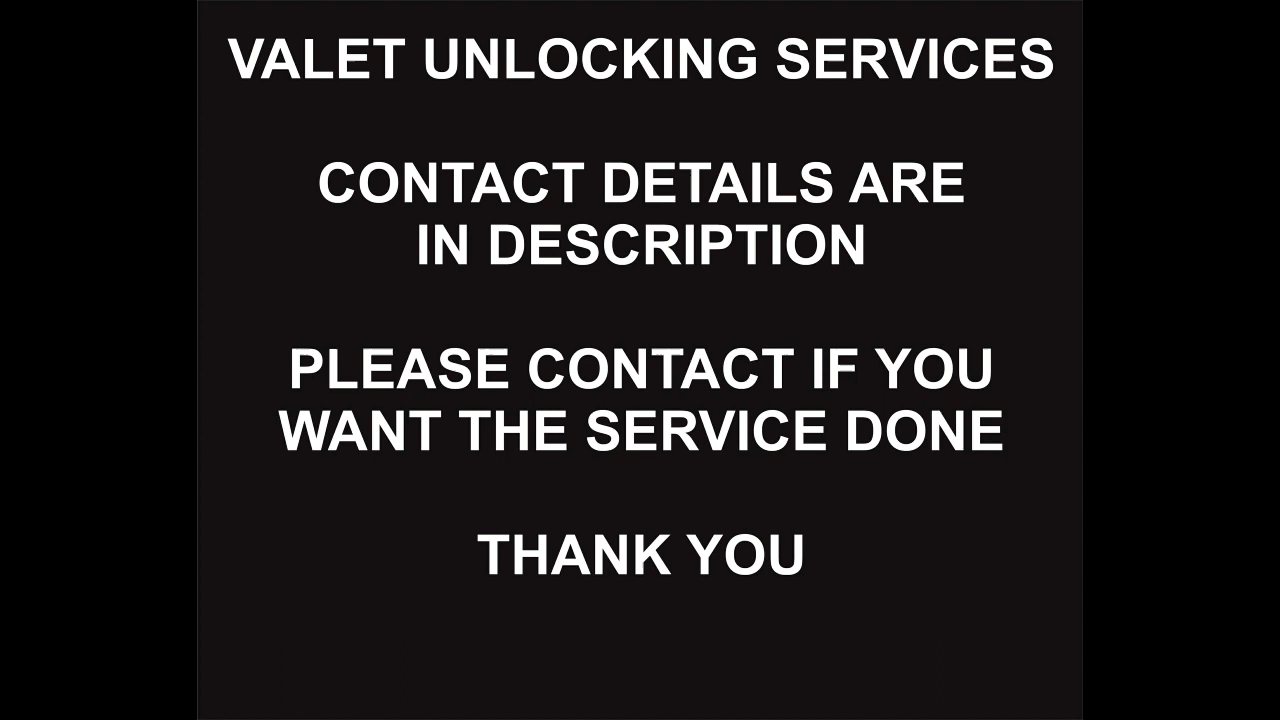 VALET UNLOCKING SERVICES
CONTACT DETAILS ARE
IN DESCRIPTION
PLEASE CONTACT IF YOU
WANT THE SERVICE DONE
THANK YOU